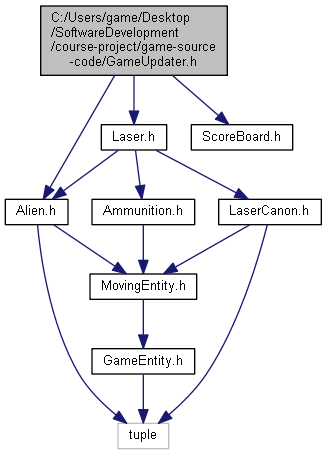 C:/Users/game/Desktop
/SoftwareDevelopment
/course-project/game-source
-code/GameUpdater.h
Laser.h
ScoreBoard.h
Alien.h
Ammunition.h
LaserCanon.h
MovingEntity.h
GameEntity.h
tuple